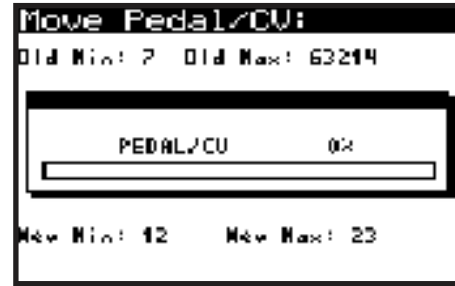 Move Pedal/CV:
Old Min: 7 Old Max: 63214
PEDAL/CV 0%
New Min: 12 New Max: 23